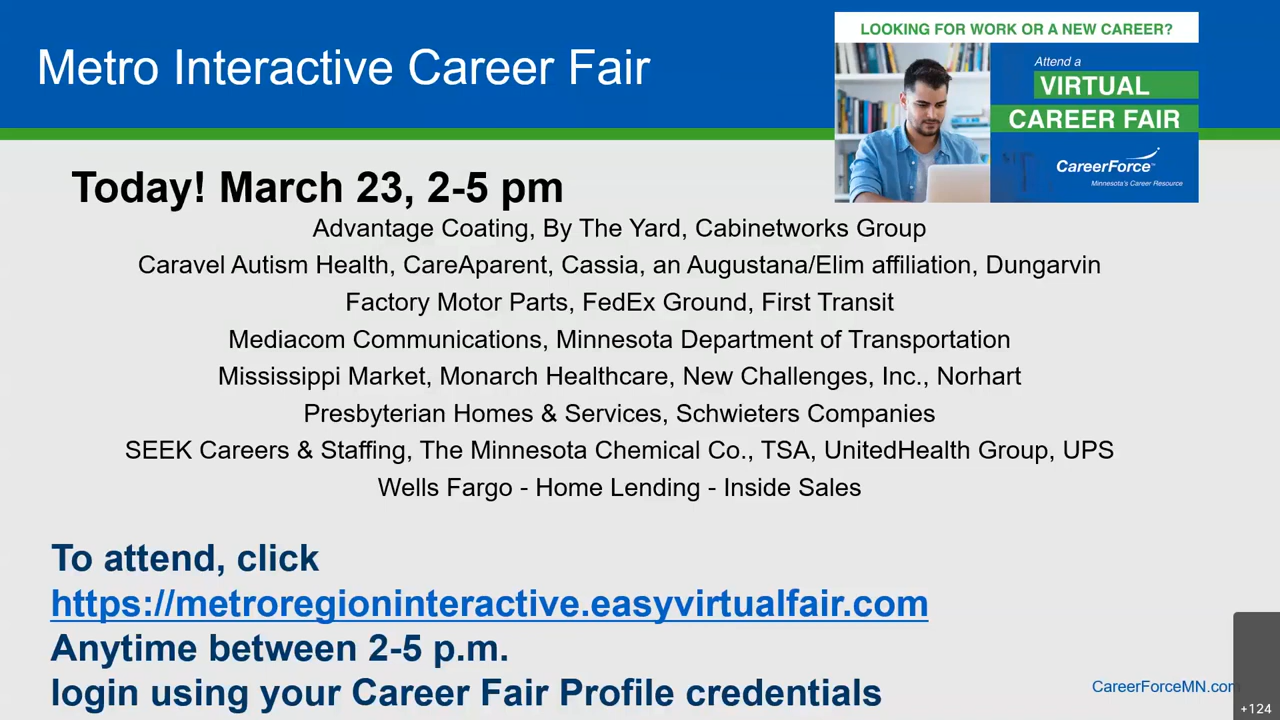 Metro Interactive Career Fair
LOOKING FOR WORK OR A NEW CAREER?
Attend a
VIRTUAL
CAREER FAIR
CareerForce™
Minnesota's Career Resource
Today! March 23, 2-5 pm
Advantage Coating, By The Yard, Cabinetworks Group
Caravel Autism Health, CareAparent, Cassia, an Augustana/Elim affiliation, Dungarvin
Factory Motor Parts, FedEx Ground, First Transit
Mediacom Communications, Minnesota Department of Transportation
Mississippi Market, Monarch Healthcare, New Challenges, Inc., Norhart
Presbyterian Homes & Services, Schwieters Companies
SEEK Careers & Staffing, The Minnesota Chemical Co., TSA, UnitedHealth Group, UPS
Wells Fargo - Home Lending - Inside Sales
To attend, click
https://metroregioninteractive.easyvirtualfair.com
Anytime between 2-5 p.m.
login using your Career Fair Profile credentials
CareerForceMN.com
+124